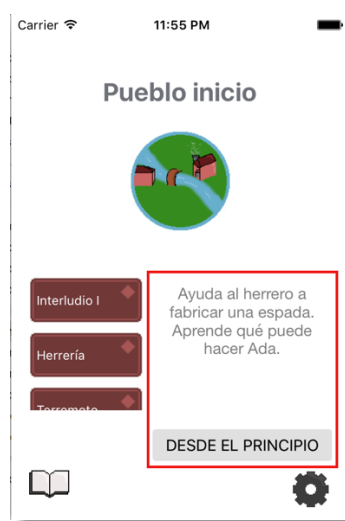 Carrier 11:55 PM
Pueblo inicio
Interludio I
Herrería
Terremoto
Ayuda al herrero a
fabricar una espada.
Aprende qué puede
hacer Ada.
DESDE EL PRINCIPIO